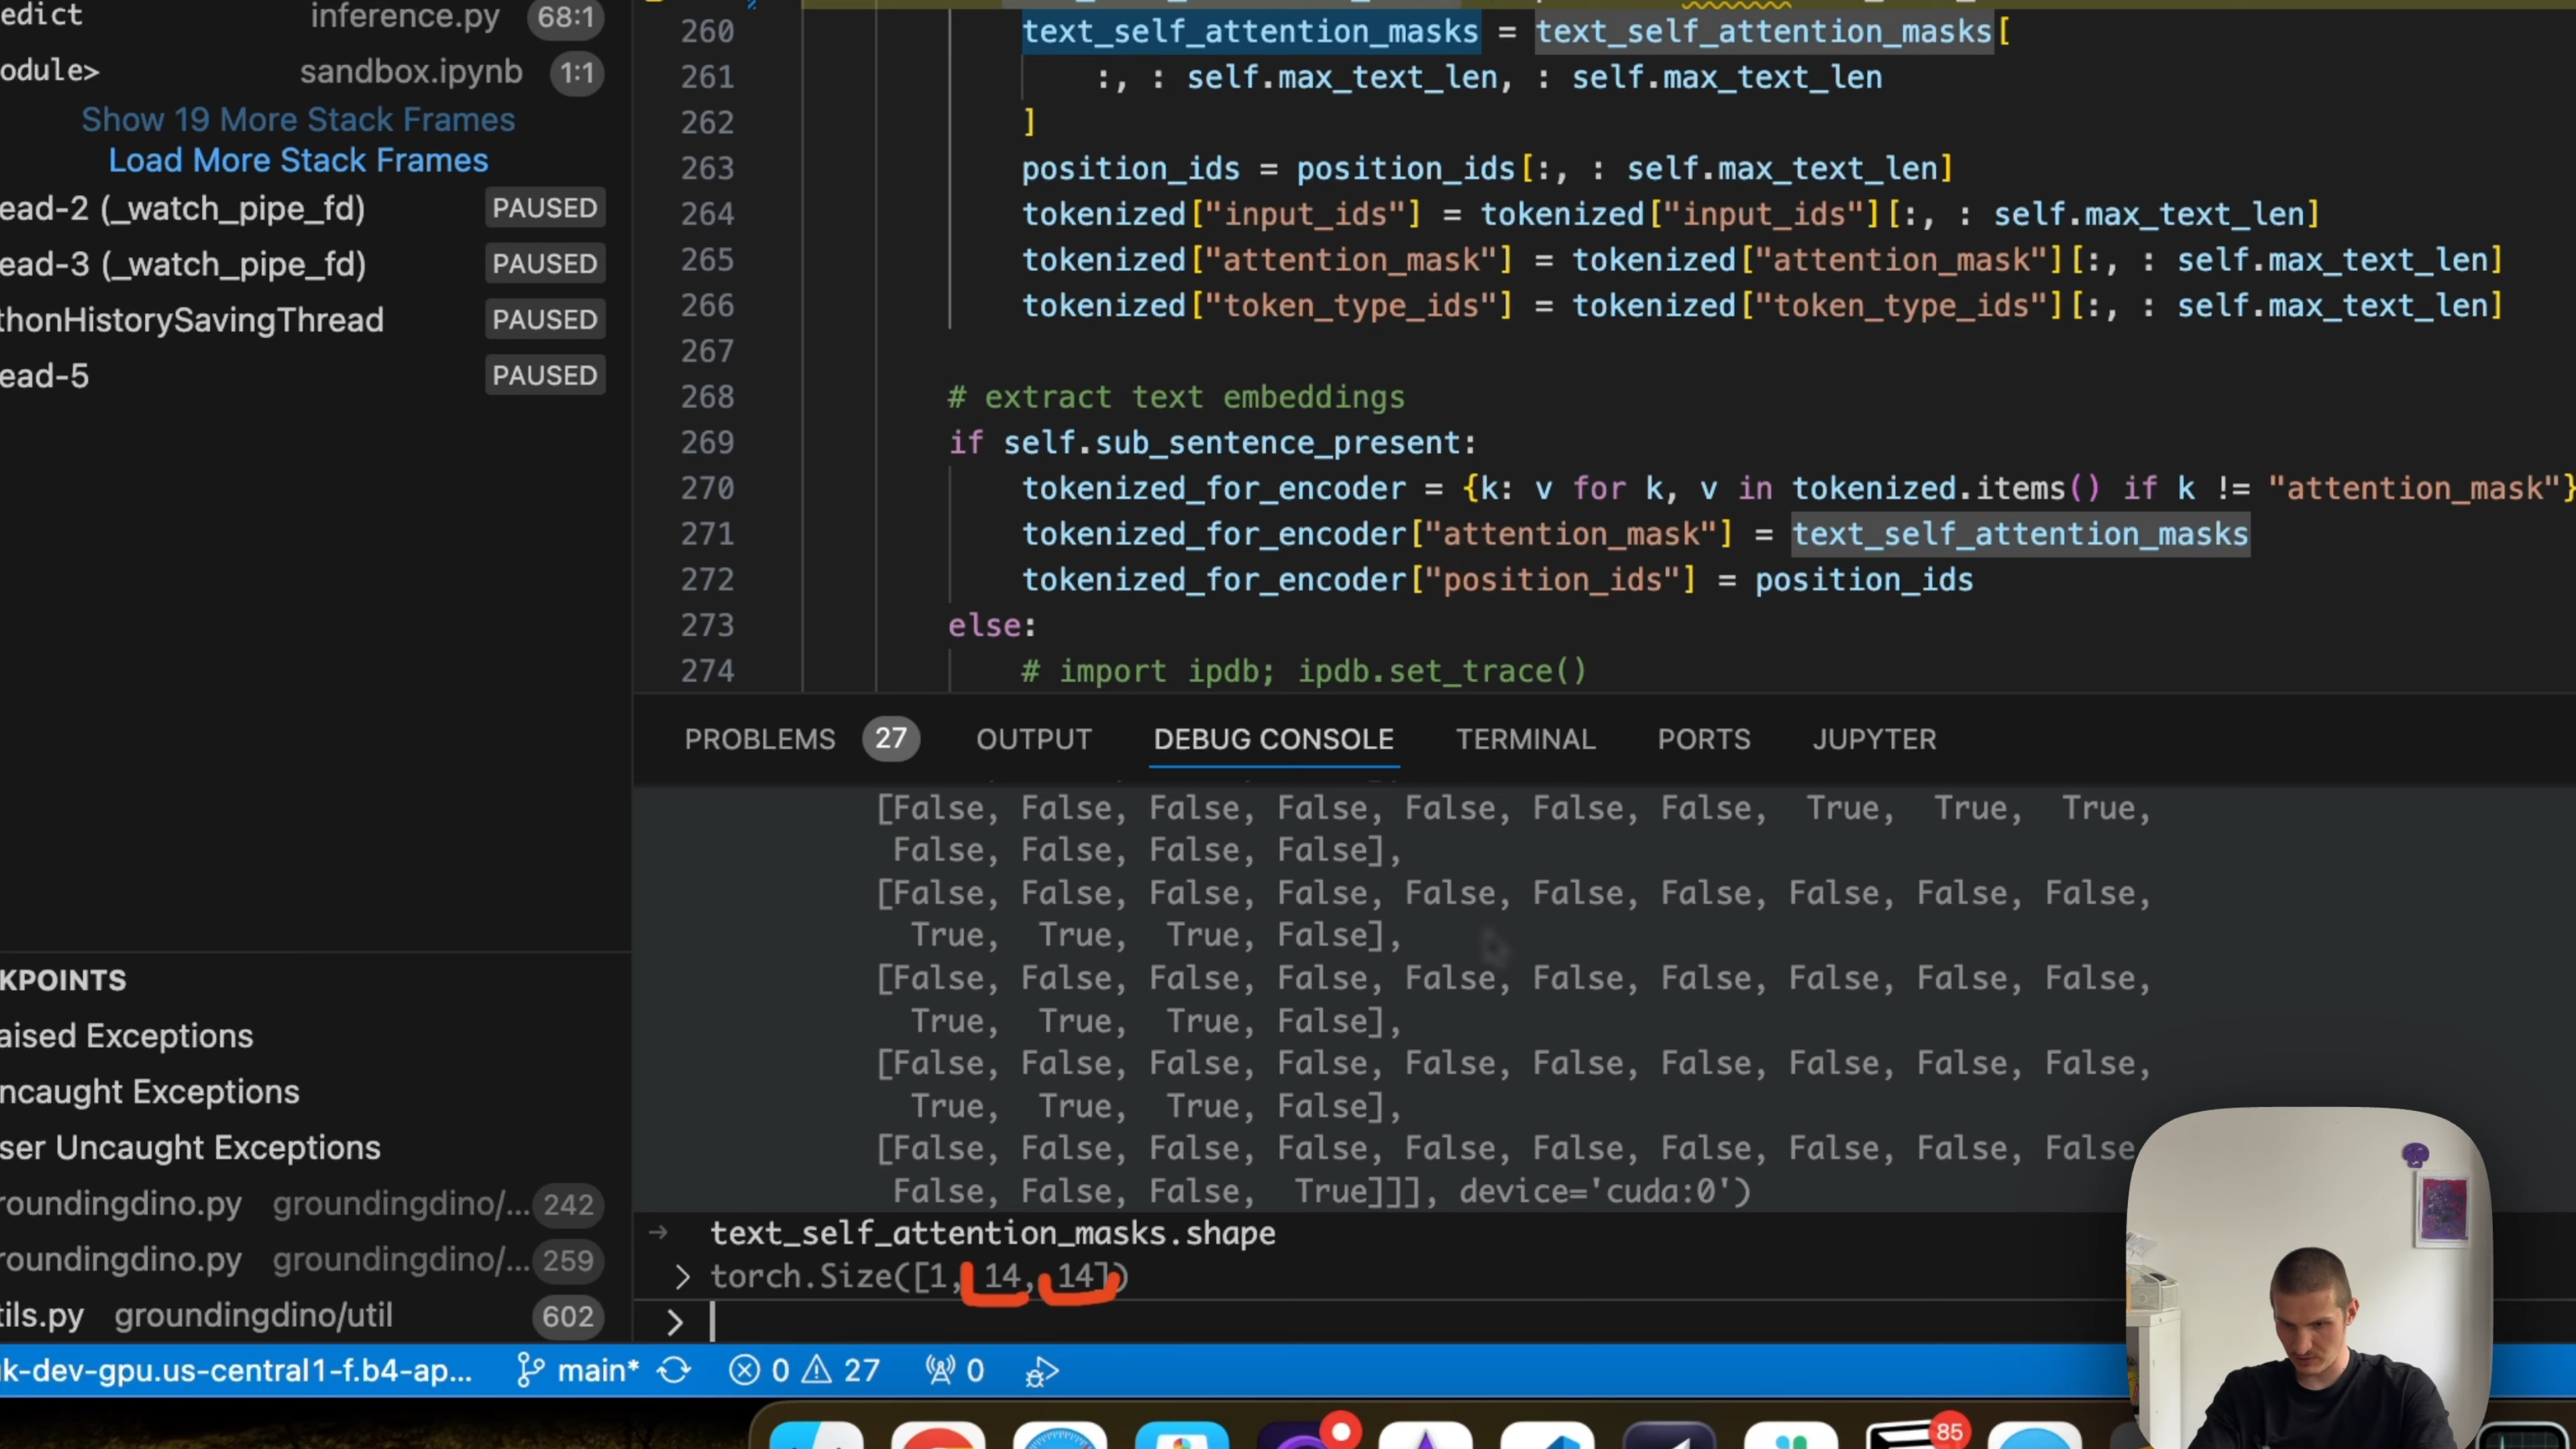 edict inference.py 68:1
odule> sandbox.ipynb 1:1
Show 19 More Stack Frames
Load More Stack Frames
ead-2 (_watch_pipe_fd) PAUSED
ead-3 (_watch_pipe_fd) PAUSED
thonHistorySavingThread PAUSED
ead-5 PAUSED
KPOINTS
aised Exceptions
ncaught Exceptions
ser Uncaught Exceptions
roundingdino.py groundingdino/... 242
roundingdino.py groundingdino/... 259
tils.py groundingdino/util 602
260 text_self_attention_masks = text_self_attention_masks[
261 :, : self.max_text_len, : self.max_text_len
262 ]
263 position_ids = position_ids[:, : self.max_text_len]
264 tokenized["input_ids"] = tokenized["input_ids"][:, : self.max_text_len]
265 tokenized["attention_mask"] = tokenized["attention_mask"][:, : self.max_text_len]
266 tokenized["token_type_ids"] = tokenized["token_type_ids"][:, : self.max_text_len]
267
268 # extract text embeddings
269 if self.sub_sentence_present:
270 tokenized_for_encoder = {k: v for k, v in tokenized.items() if k != "attention_mask"}
271 tokenized_for_encoder["attention_mask"] = text_self_attention_masks
272 tokenized_for_encoder["position_ids"] = position_ids
273 else:
274 # import ipdb; ipdb.set_trace()
PROBLEMS 27 OUTPUT DEBUG CONSOLE TERMINAL PORTS JUPYTER
[False, False, False, False, False, False, False, True, True, True,
False, False, False, False],
[False, False, False, False, False, False, False, False, False, False,
True, True, True, False],
[False, False, False, False, False, False, False, False, False, False,
True, True, True, False],
[False, False, False, False, False, False, False, False, False, False,
True, True, True, False],
[False, False, False, False, False, False, False, False, False, False
False, False, False, True]]], device='cuda:0')
→ text_self_attention_masks.shape
> torch.Size([1, 14, 14])
>
k-dev-gpu.us-central1-f.b4-ap... main* 0 27 0
85